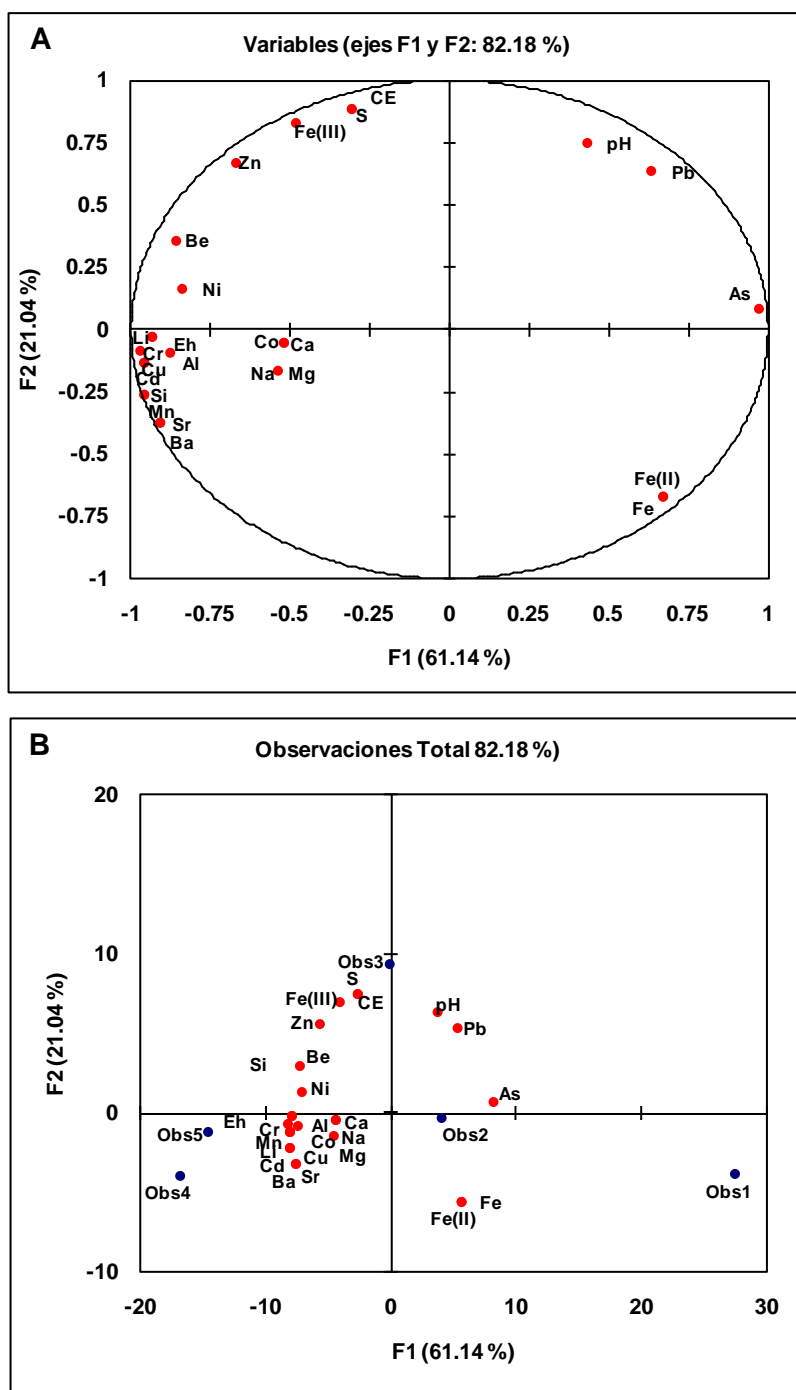 A
Variables (ejes F1 y F2: 82.18 %)
1
CE
S
Fe(III)
0.75
pH
Zn
Pb
0.5
Be
0.25
Ni
As
0
Li
Eh
Co
Ca
Cr
Al
Cu
Cd
Na
Mg
-0.25
Si
Mn
Sr
Ba
-0.5
Fe(II)
Fe
-0.75
-1
F2 (21.04 %)
-1
-0.75
-0.5
-0.25
0
0.25
0.5
0.75
1
F1 (61.14 %)
B
Observaciones Total 82.18 %)
20
10
Obs3
S
Fe(III)
CE
pH
Zn
Pb
Si
Be
Ni
As
0
Eh
Cr
Al
Ca
Obs5
Mn
Co
Na
Obs2
Li
Cu
Mg
Cd
Obs4
Ba
Sr
Fe
Obs1
Fe(II)
-10
F2 (21.04 %)
-20
-10
0
10
20
30
F1 (61.14 %)